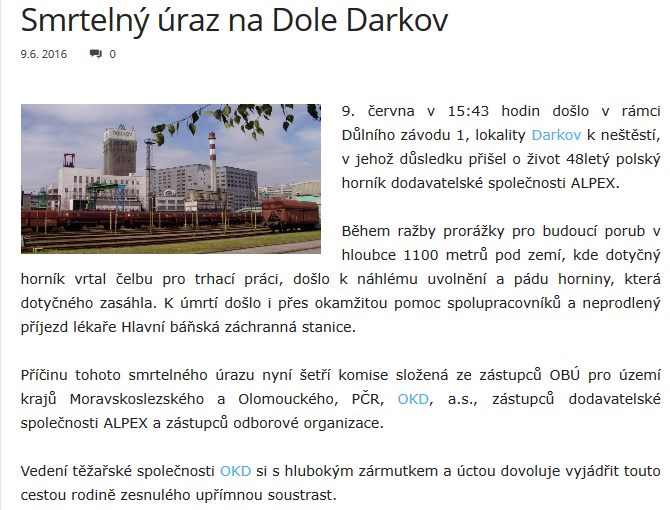 Smrtelný úraz na Dole Darkov
9.6. 2016 0
9. června v 15:43 hodin došlo v rámci
Důlního závodu 1, lokality Darkov k neštěstí,
v jehož důsledku přišel o život 48letý polský
horník dodavatelské společnosti ALPEX.
Během ražby prorážky pro budoucí porub v
hloubce 1100 metrů pod zemí, kde dotyčný
horník vrtal čelbu pro trhací práci, došlo k náhlému uvolnění a pádu horniny, která
dotyčného zasáhla. K úmrtí došlo i přes okamžitou pomoc spolupracovníků a neprodlený
příjezd lékaře Hlavní báňská záchranná stanice.
Příčinu tohoto smrtelného úrazu nyní šetří komise složená ze zástupců OBÚ pro území
krajů Moravskoslezského a Olomouckého, PČR, OKD, a.s., zástupců dodavatelské
společnosti ALPEX a zástupců odborové organizace.
Vedení těžařské společnosti OKD si s hlubokým zármutkem a úctou dovoluje vyjádřit touto
cestou rodině zesnulého upřímnou soustrast.